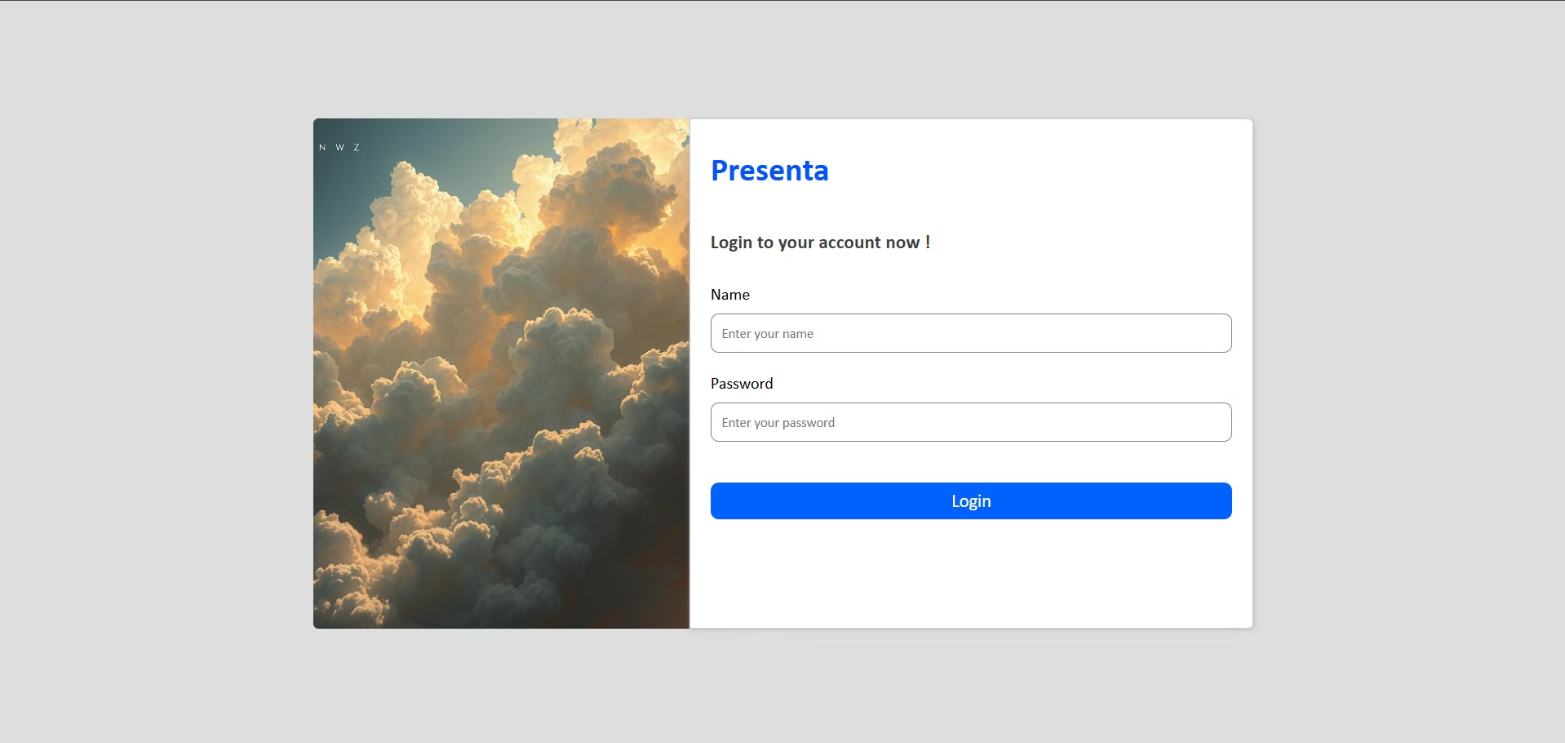 N W Z
Presenta
Login to your account now !
Name
Enter your name
Password
Enter your password
Login